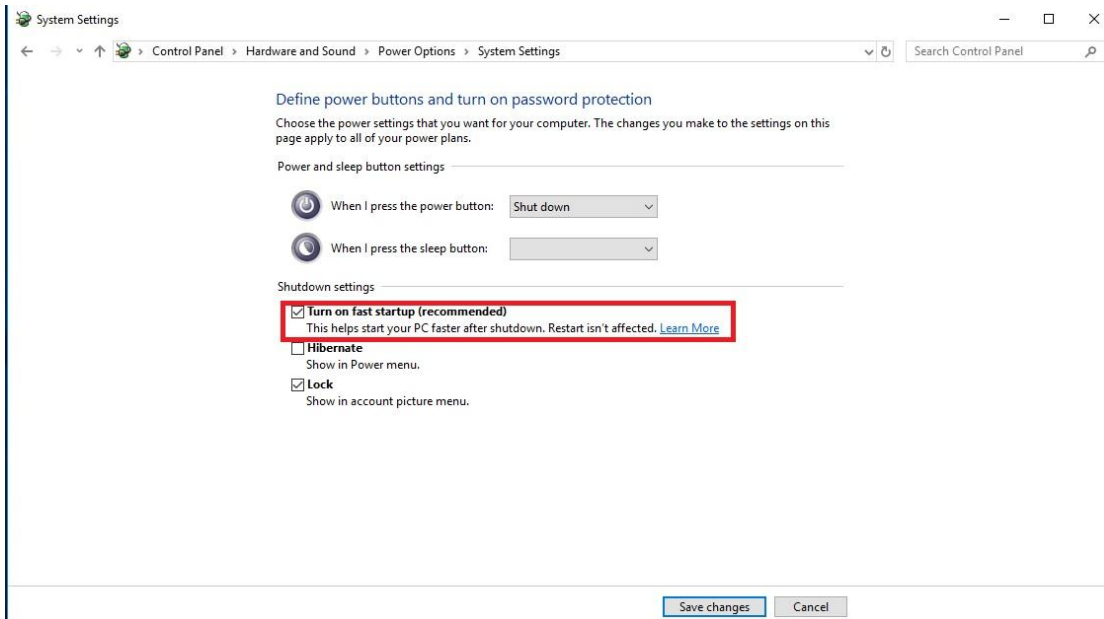 System Settings
Control Panel > Hardware and Sound > Power Options > System Settings
Search Control Panel
Define power buttons and turn on password protection
Choose the power settings that you want for your computer. The changes you make to the settings on this
page apply to all of your power plans.
Power and sleep button settings
When I press the power button: Shut down
When I press the sleep button:
Shutdown settings
Turn on fast startup (recommended)
This helps start your PC faster after shutdown. Restart isn't affected. Learn More
Hibernate
Show in Power menu.
Lock
Show in account picture menu.
Save changes Cancel